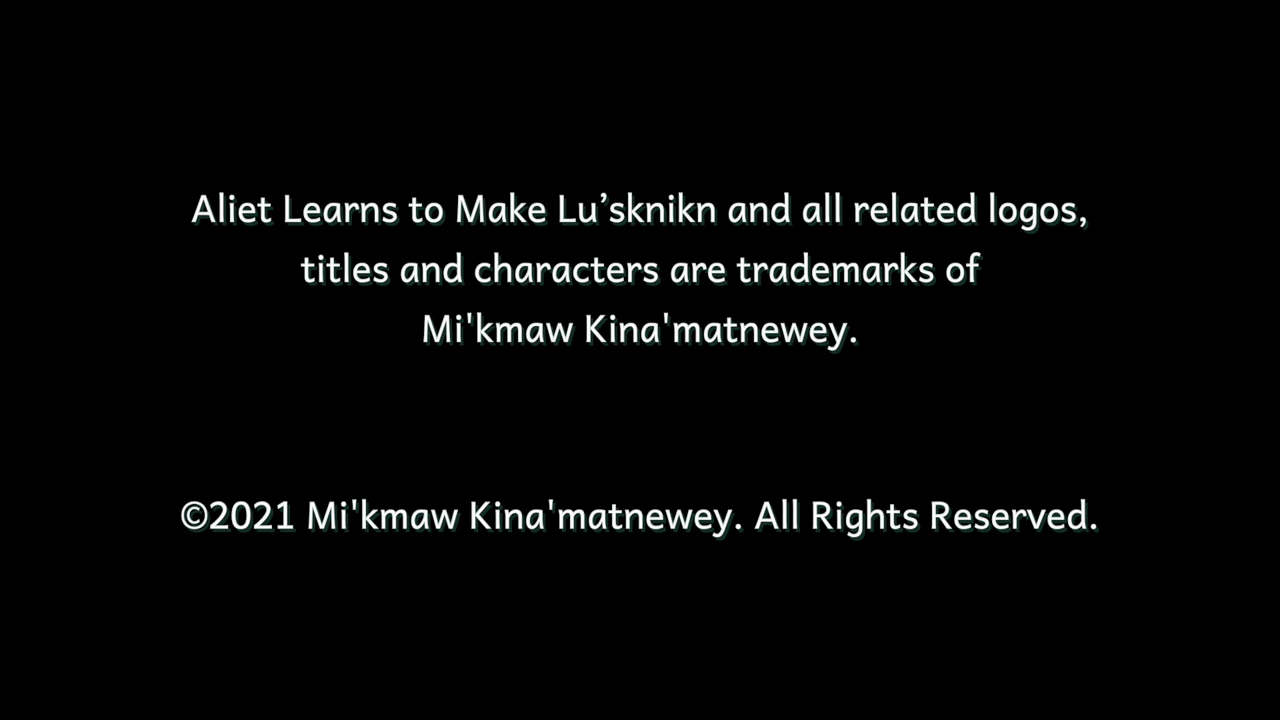 Aliet Learns to Make Lu’sknikn and all related logos,
titles and characters are trademarks of
Mi'kmaw Kina'matnewey.
©2021 Mi'kmaw Kina'matnewey. All Rights Reserved.